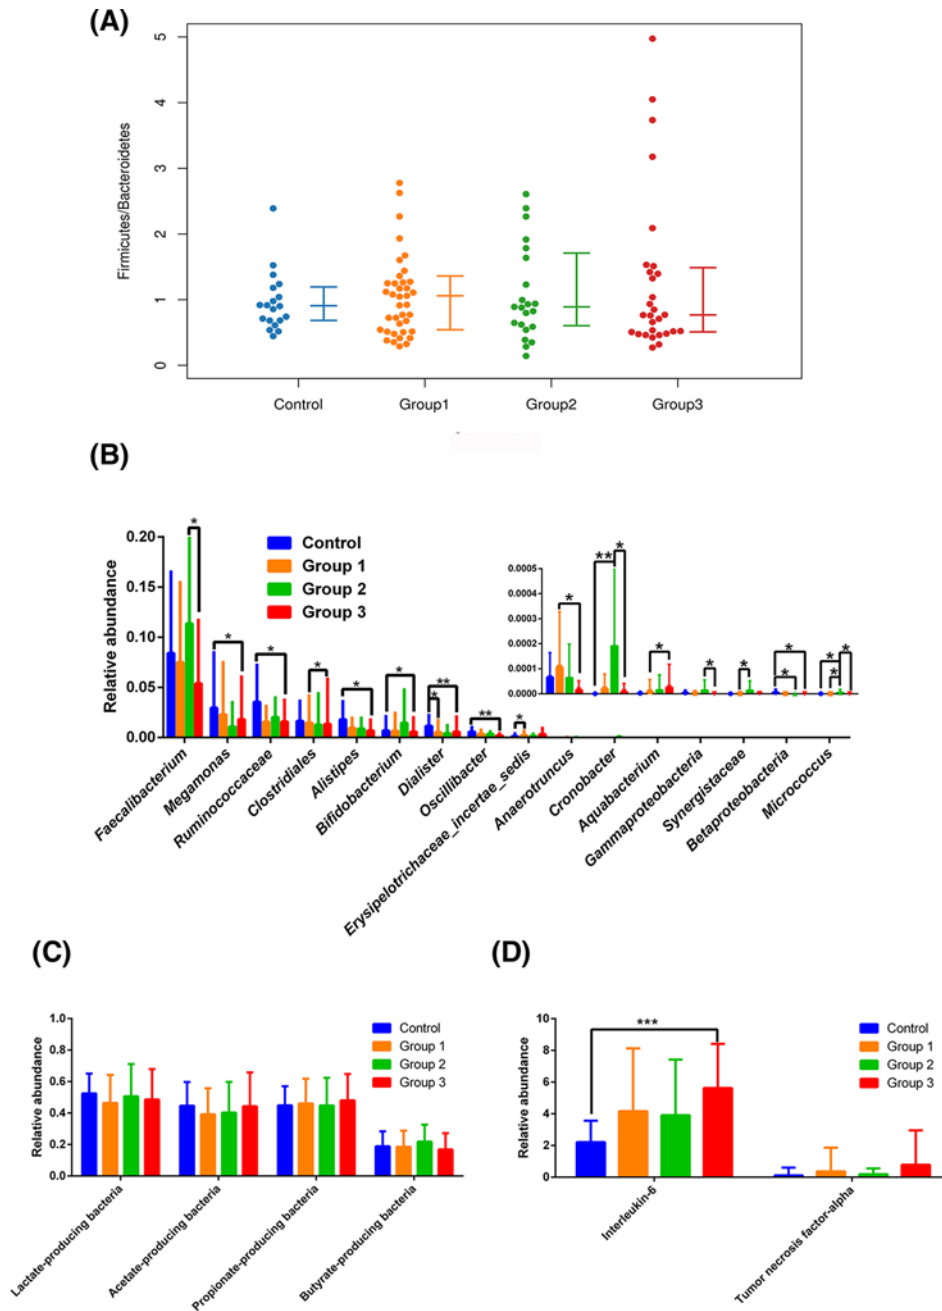 (A)
Firmicutes/Bacteroidetes
5
4
3
2
1
0
Control Group1 Group2 Group3
(B)
Relative abundance
0.20
0.15
0.10
0.05
0.00
Control
Group 1
Group 2
Group 3
0.0005
0.0004
0.0003
0.0002
0.0001
0.0000
* * * * * * * ** ** * * ** * * * * * * * * *
Faecalibacterium
Megamonas
Ruminococcaceae
Clostridiales
Alistipes
Bifidobacterium
Dialister
Oscillibacter
Erysipelotrichaceae_incertae_sedis
Anaerotruncus
Cronobacter
Aquabacterium
Gammaproteobacteria
Synergistaceae
Betaproteobacteria
Micrococcus
(C)
Relative abundance
1.0
0.8
0.6
0.4
0.2
0.0
Control
Group 1
Group 2
Group 3
Lactate-producing bacteria
Acetate-producing bacteria
Propionate-producing bacteria
Butyrate-producing bacteria
(D)
Relative abundance
10
8
6
4
2
0
***
Control
Group 1
Group 2
Group 3
Interleukin-6
Tumor necrosis factor-alpha